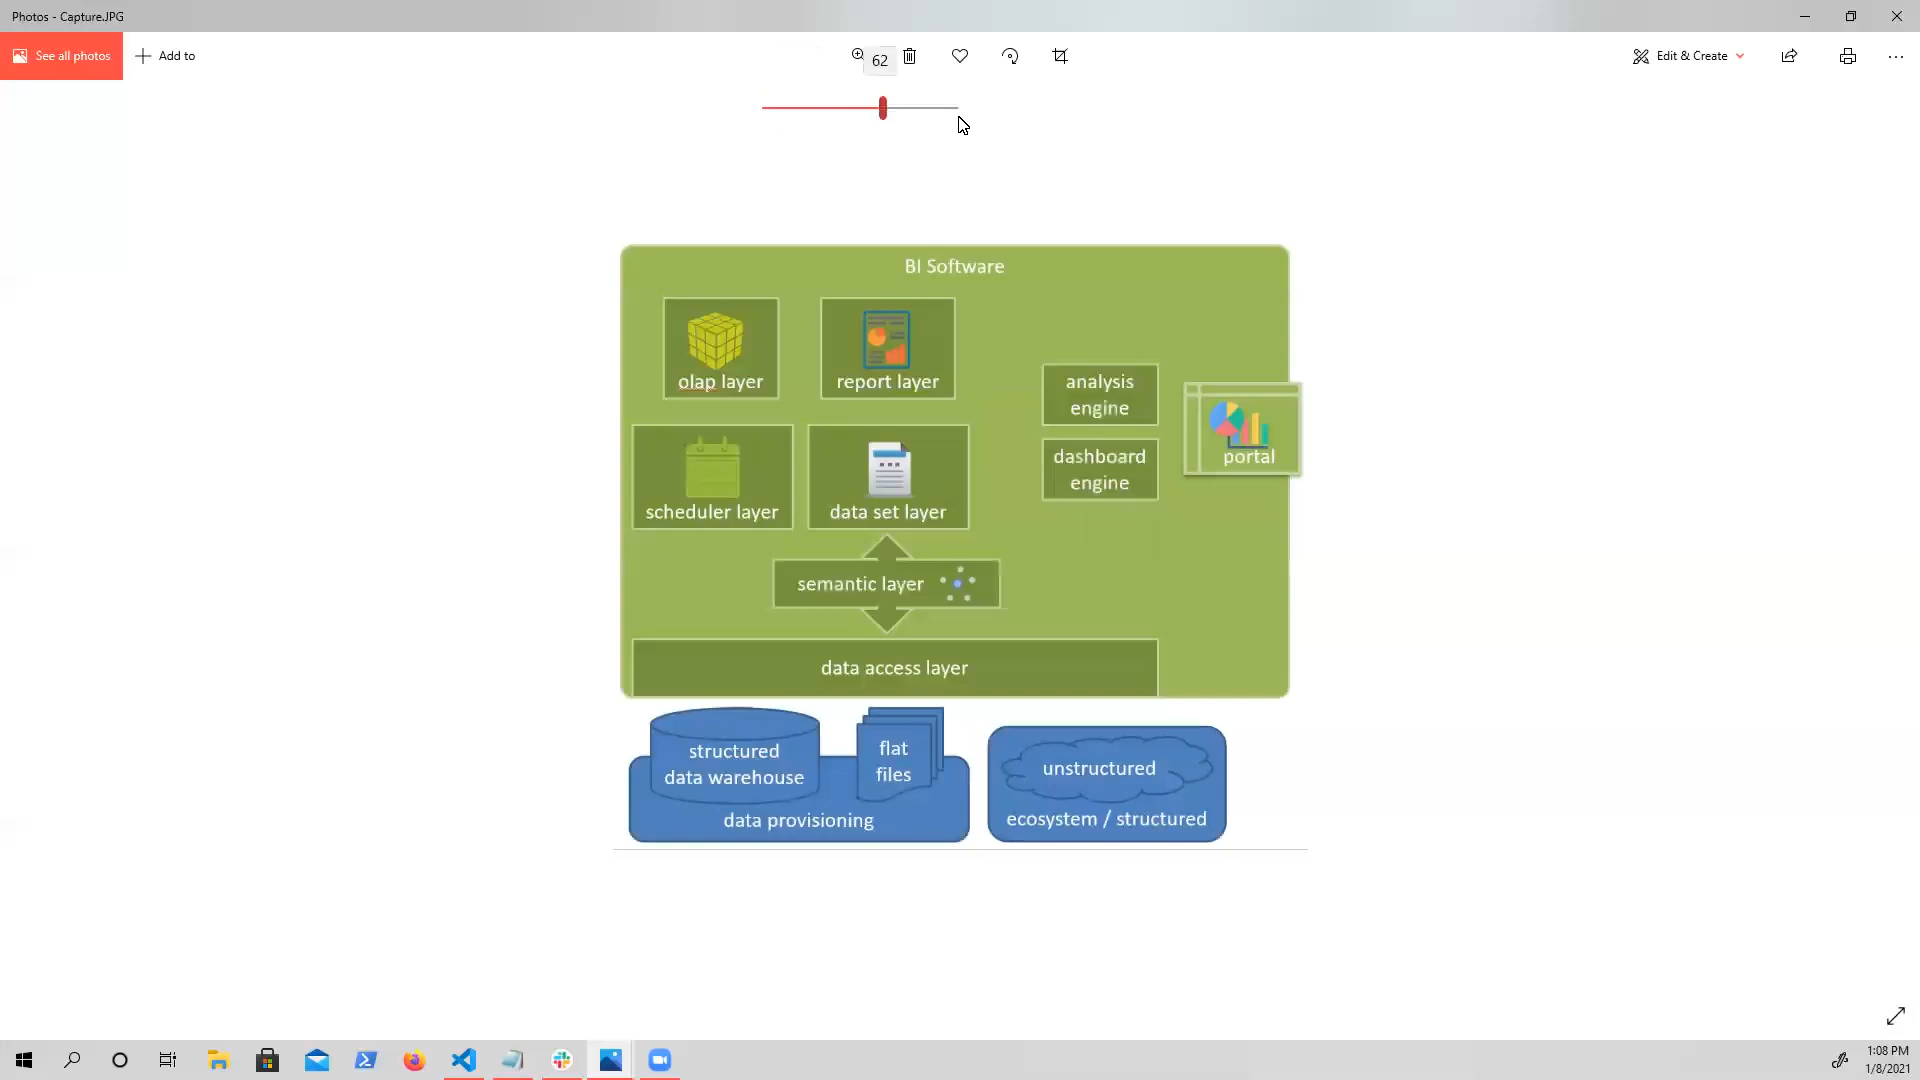 Photos - Capture.JPG
See all photos
Add to
62
Edit & Create
BI Software
olap layer
report layer
analysis
engine
scheduler layer
data set layer
dashboard
engine
portal
semantic layer
data access layer
structured
data warehouse
flat
files
data provisioning
unstructured
ecosystem / structured
1:08 PM
1/8/2021